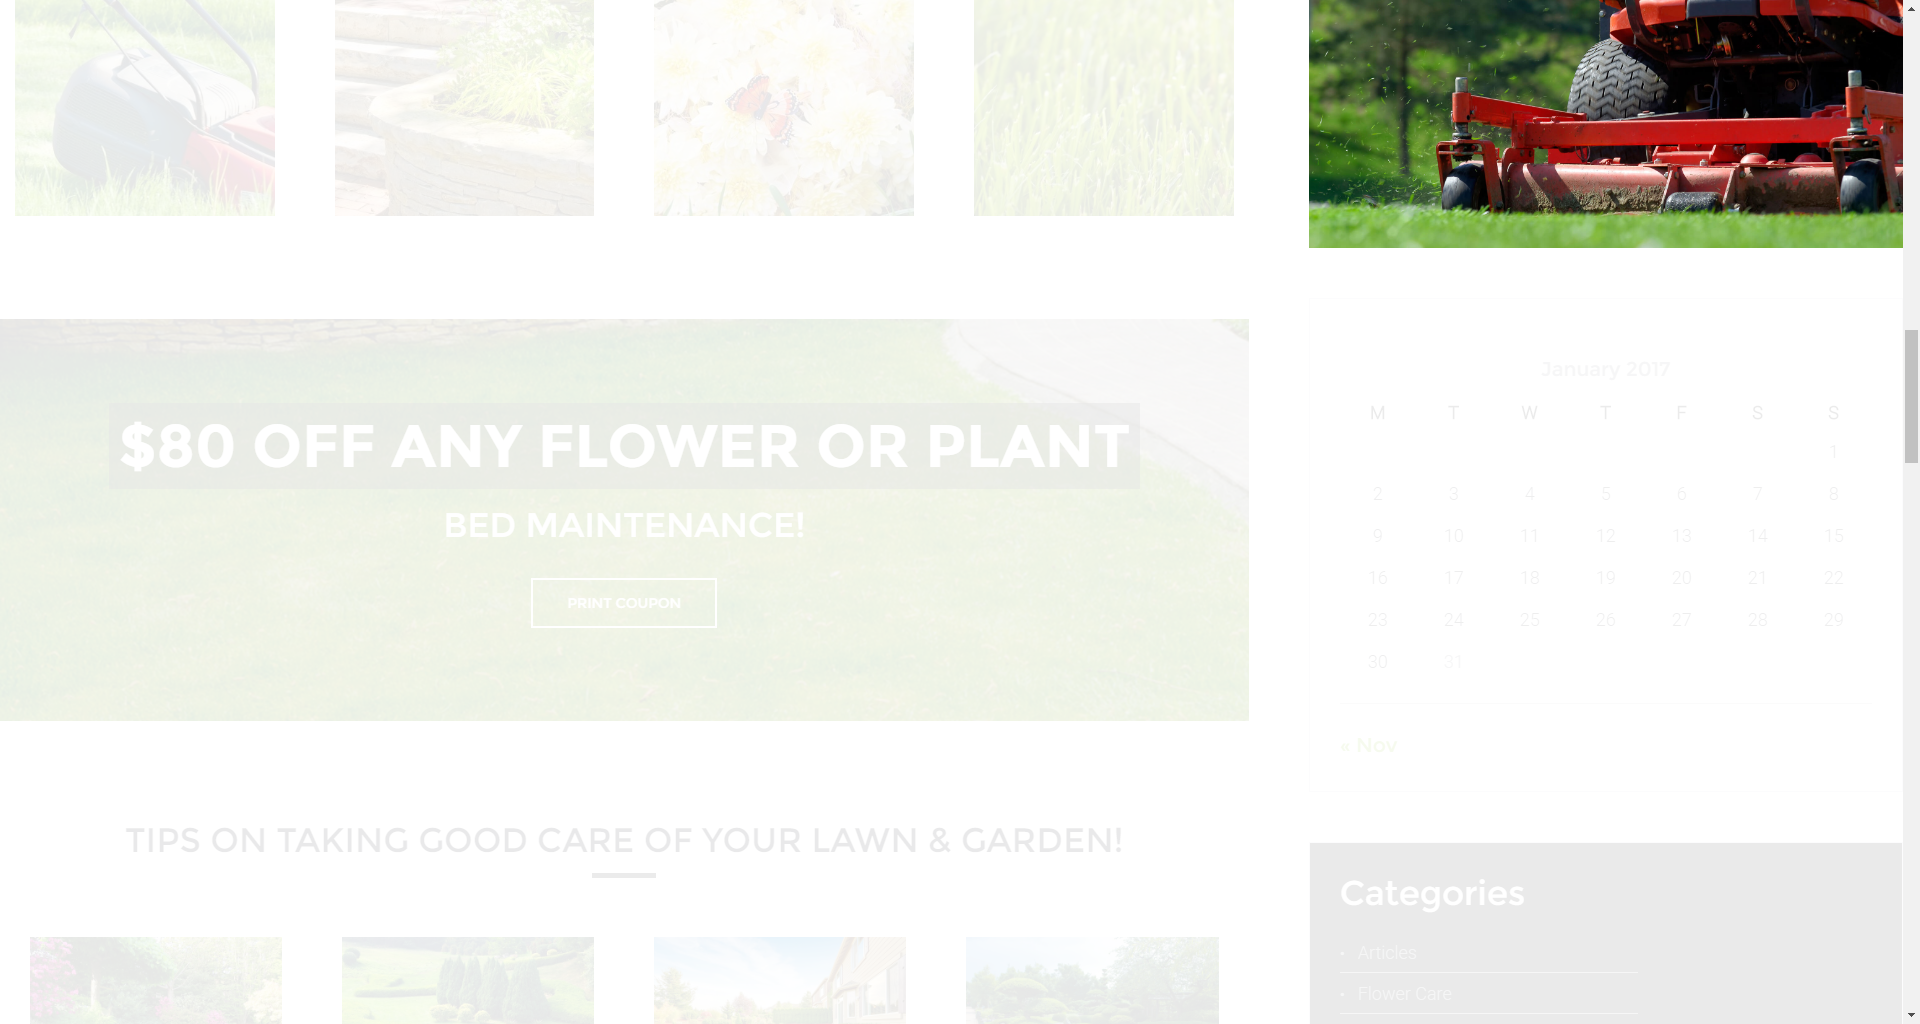 $80 OFF ANY FLOWER OR PLANT
BED MAINTENANCE!
PRINT COUPON
TIPS ON TAKING GOOD CARE OF YOUR LAWN & GARDEN!
January 2017
M T W T F S S
1
2 3 4 5 6 7 8
9 10 11 12 13 14 15
16 17 18 19 20 21 22
23 24 25 26 27 28 29
30 31
« Nov
Categories
Articles
Flower Care